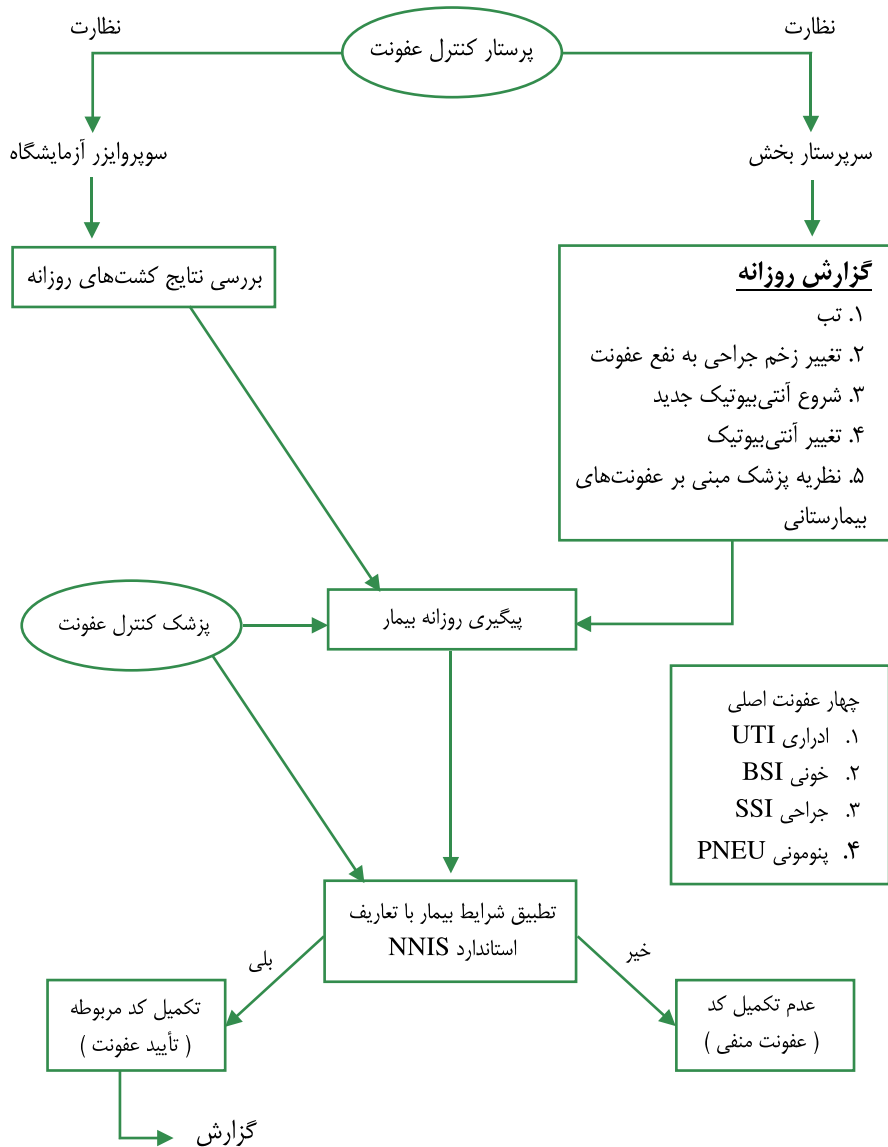 نظارت
پرستار کنترل عفونت
نظارت
سرپرستار بخش
سوپروایزر آزمایشگاه
گزارش روزانه
۱. تب
۲. تغییر زخم جراحی به نفع عفونت
۳. شروع آنتی‌بیوتیک جدید
۴. تغییر آنتی‌بیوتیک
۵. نظریه پزشک مبنی بر عفونت‌های
بیمارستانی
بررسی نتایج کشت‌های روزانه
پیگیری روزانه بیمار
پزشک کنترل عفونت
چهار عفونت اصلی
۱. ادراری UTI
۲. خونی BSI
۳. جراحی SSI
۴. پنومونی PNEU
تطبیق شرایط بیمار با تعاریف
استاندارد NNIS
خیر
بلی
عدم تکمیل کد
( عفونت منفی )
تکمیل کد مربوطه
( تأیید عفونت )
گزارش